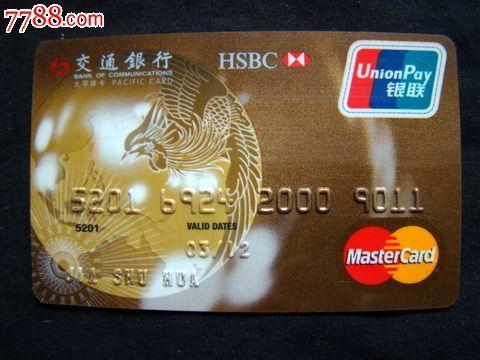 7788.com
交通銀行 HSBC
BANK OF COMMUNICATIONS
太平洋卡 PACIFIC CARD
UnionPay
银联
5201 6924 2000 9011
5201 VALID DATES
03/12
SHU HUA
MasterCard